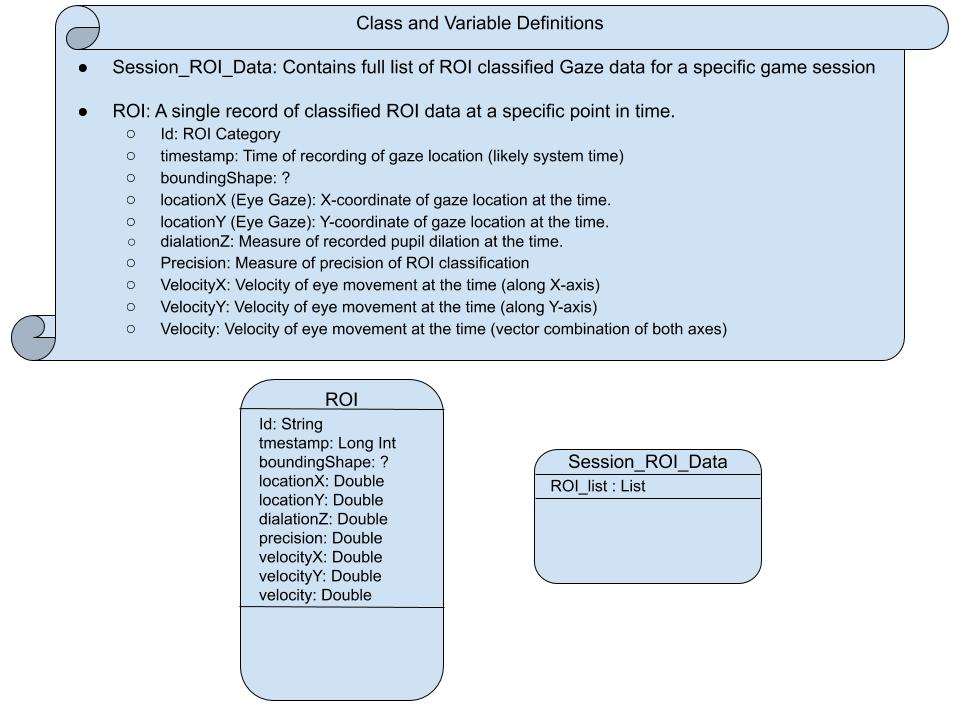 Class and Variable Definitions
● Session_ROI_Data: Contains full list of ROI classified Gaze data for a specific game session
● ROI: A single record of classified ROI data at a specific point in time.
○ Id: ROI Category
○ timestamp: Time of recording of gaze location (likely system time)
○ boundingShape: ?
○ locationX (Eye Gaze): X-coordinate of gaze location at the time.
○ locationY (Eye Gaze): Y-coordinate of gaze location at the time.
○ dialationZ: Measure of recorded pupil dilation at the time.
○ Precision: Measure of precision of ROI classification
○ VelocityX: Velocity of eye movement at the time (along X-axis)
○ VelocityY: Velocity of eye movement at the time (along Y-axis)
○ Velocity: Velocity of eye movement at the time (vector combination of both axes)
ROI
Id: String
tmestamp: Long Int
boundingShape: ?
locationX: Double
locationY: Double
dialationZ: Double
precision: Double
velocityX: Double
velocityY: Double
velocity: Double
Session_ROI_Data
ROI_list : List